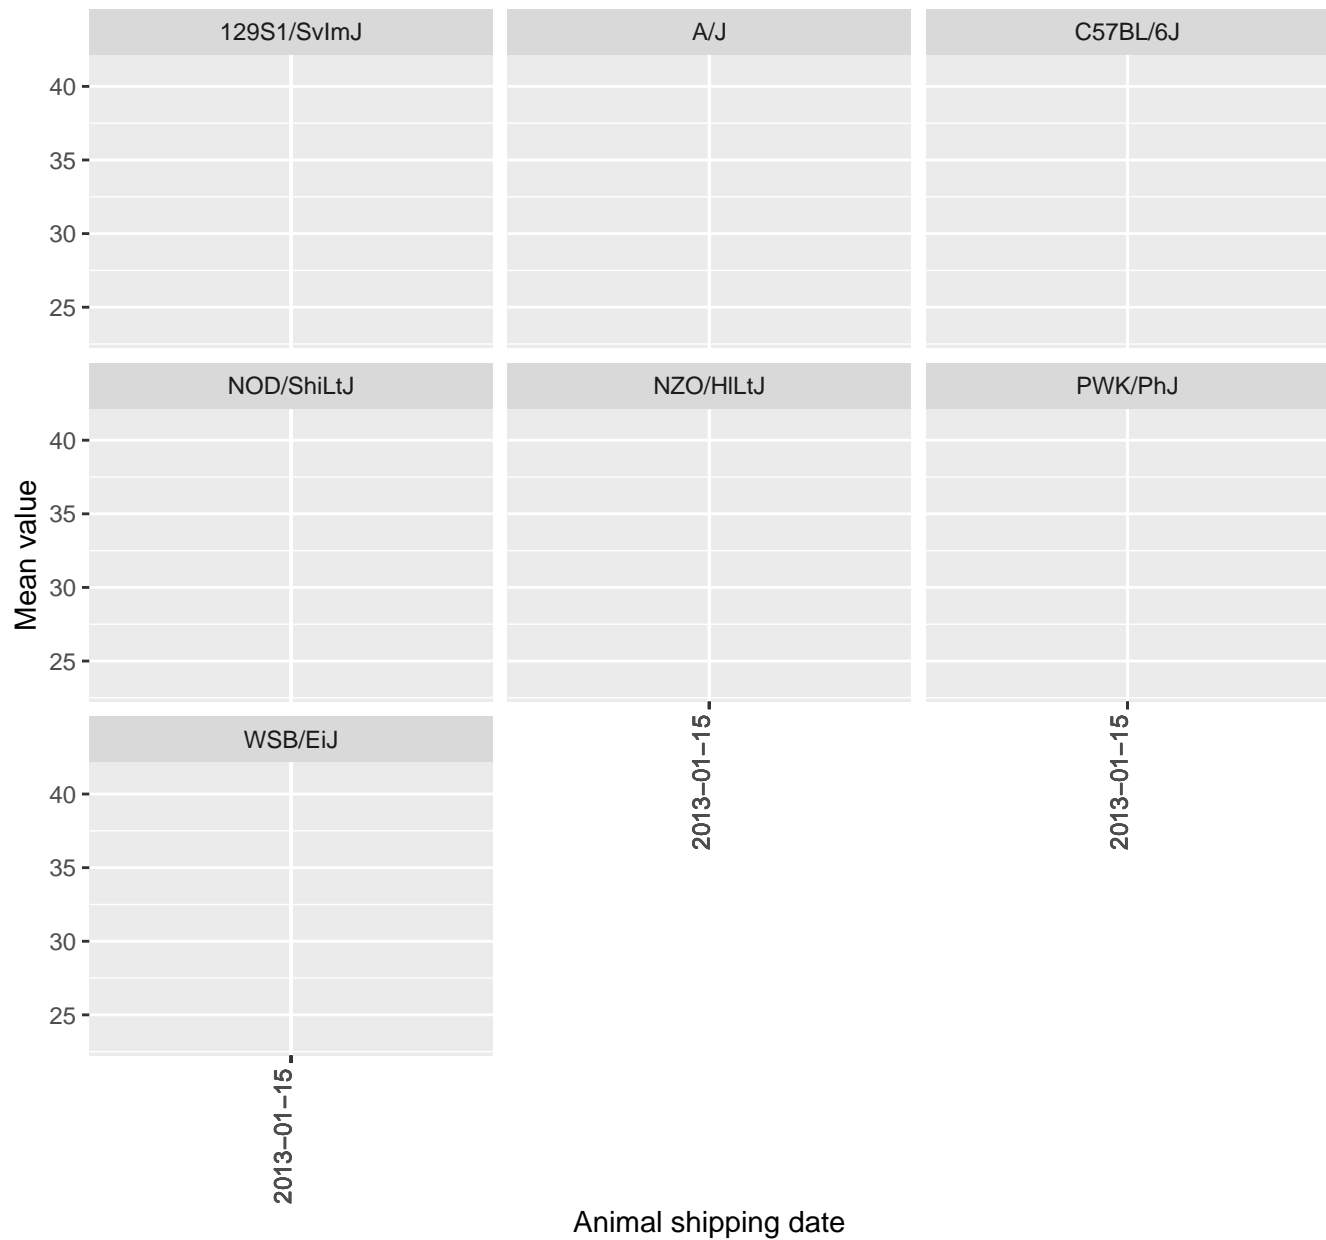 129S1/SvImJ
A/J
C57BL/6J
40
35
30
25
NOD/ShiLtJ
NZO/HlLtJ
PWK/PhJ
40
35
30
25
Mean value
WSB/EiJ
2013−01−15
2013−01−15
40
35
30
25
2013−01−15
Animal shipping date